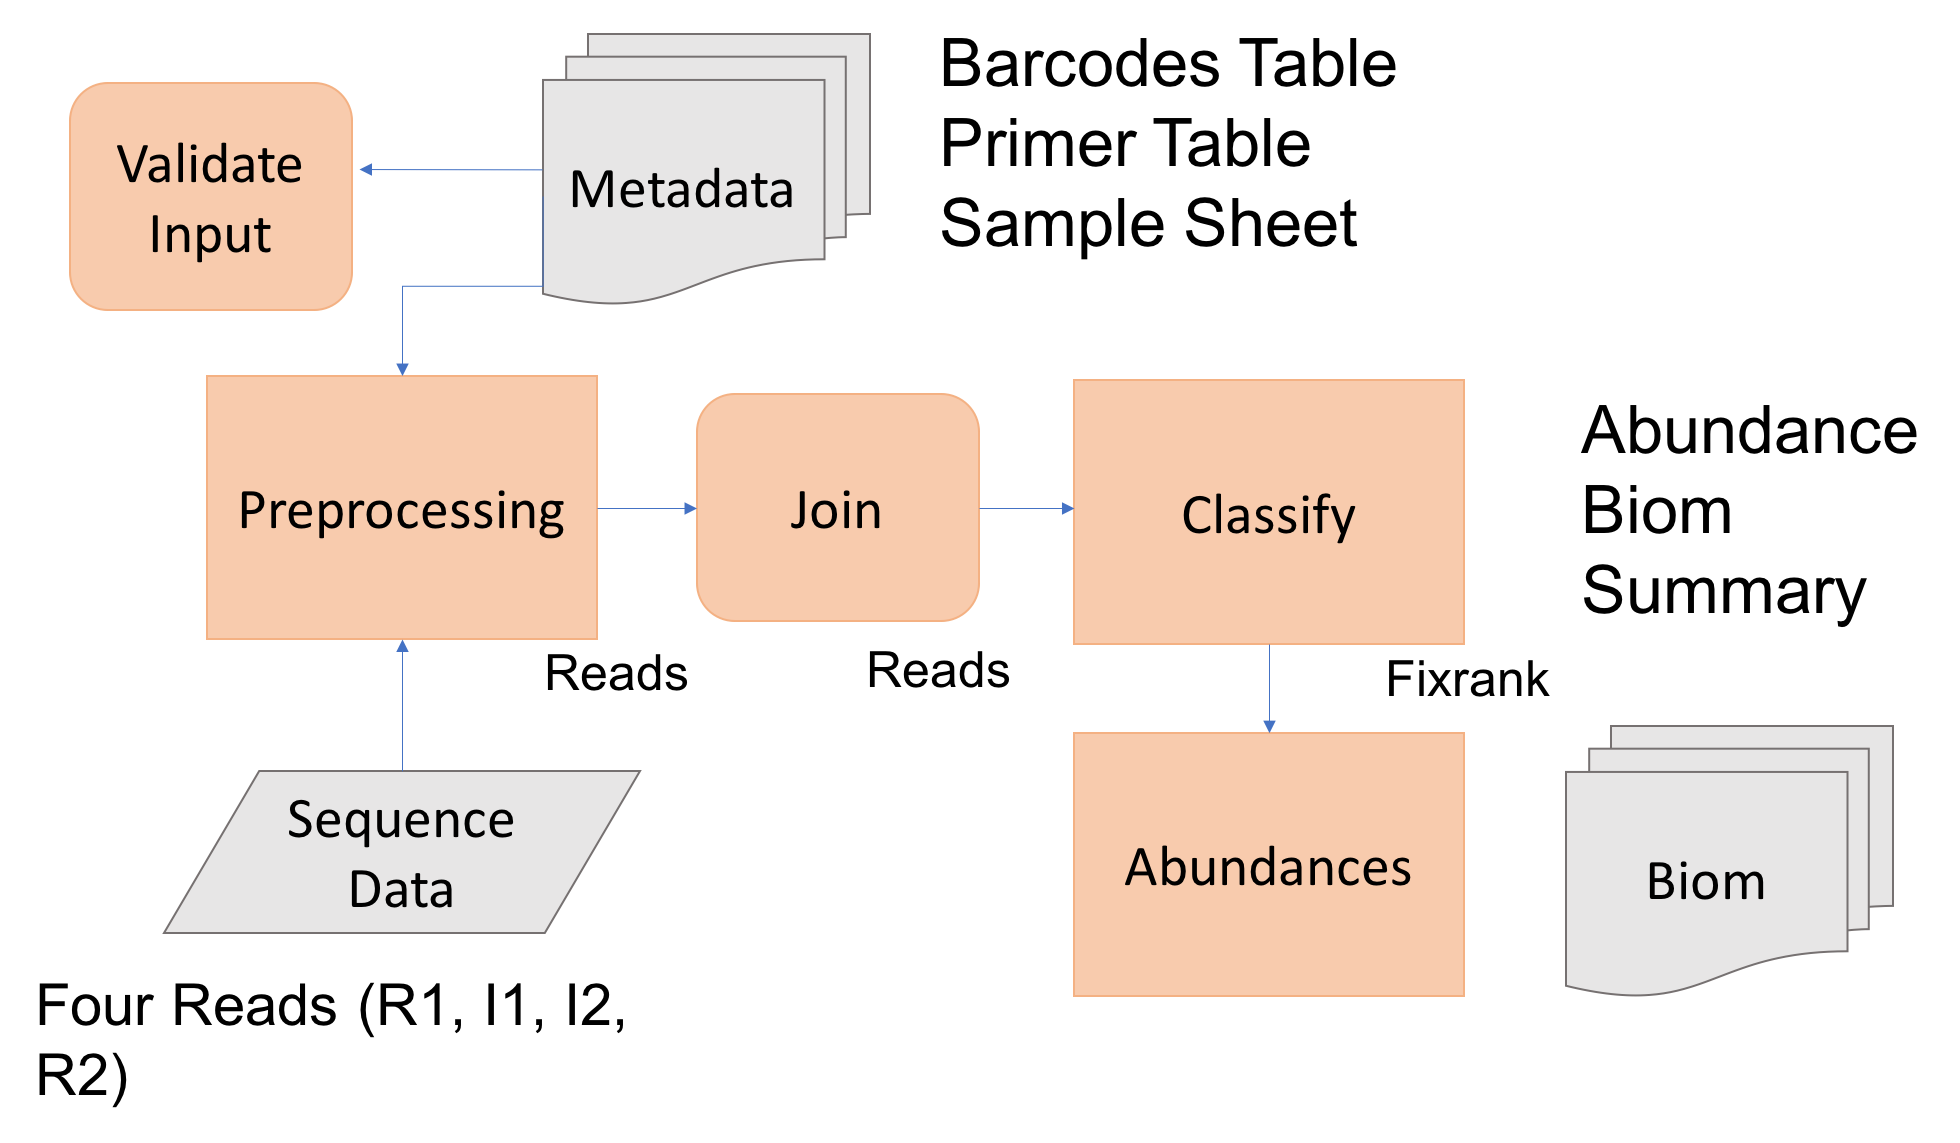 Barcodes Table
Primer Table
Sample Sheet
Validate
Input
Metadata
Preprocessing
Join
Classify
Abundance
Biom
Summary
Reads
Reads
Fixrank
Sequence
Data
Abundances
Biom
Four Reads (R1, I1, I2,
R2)